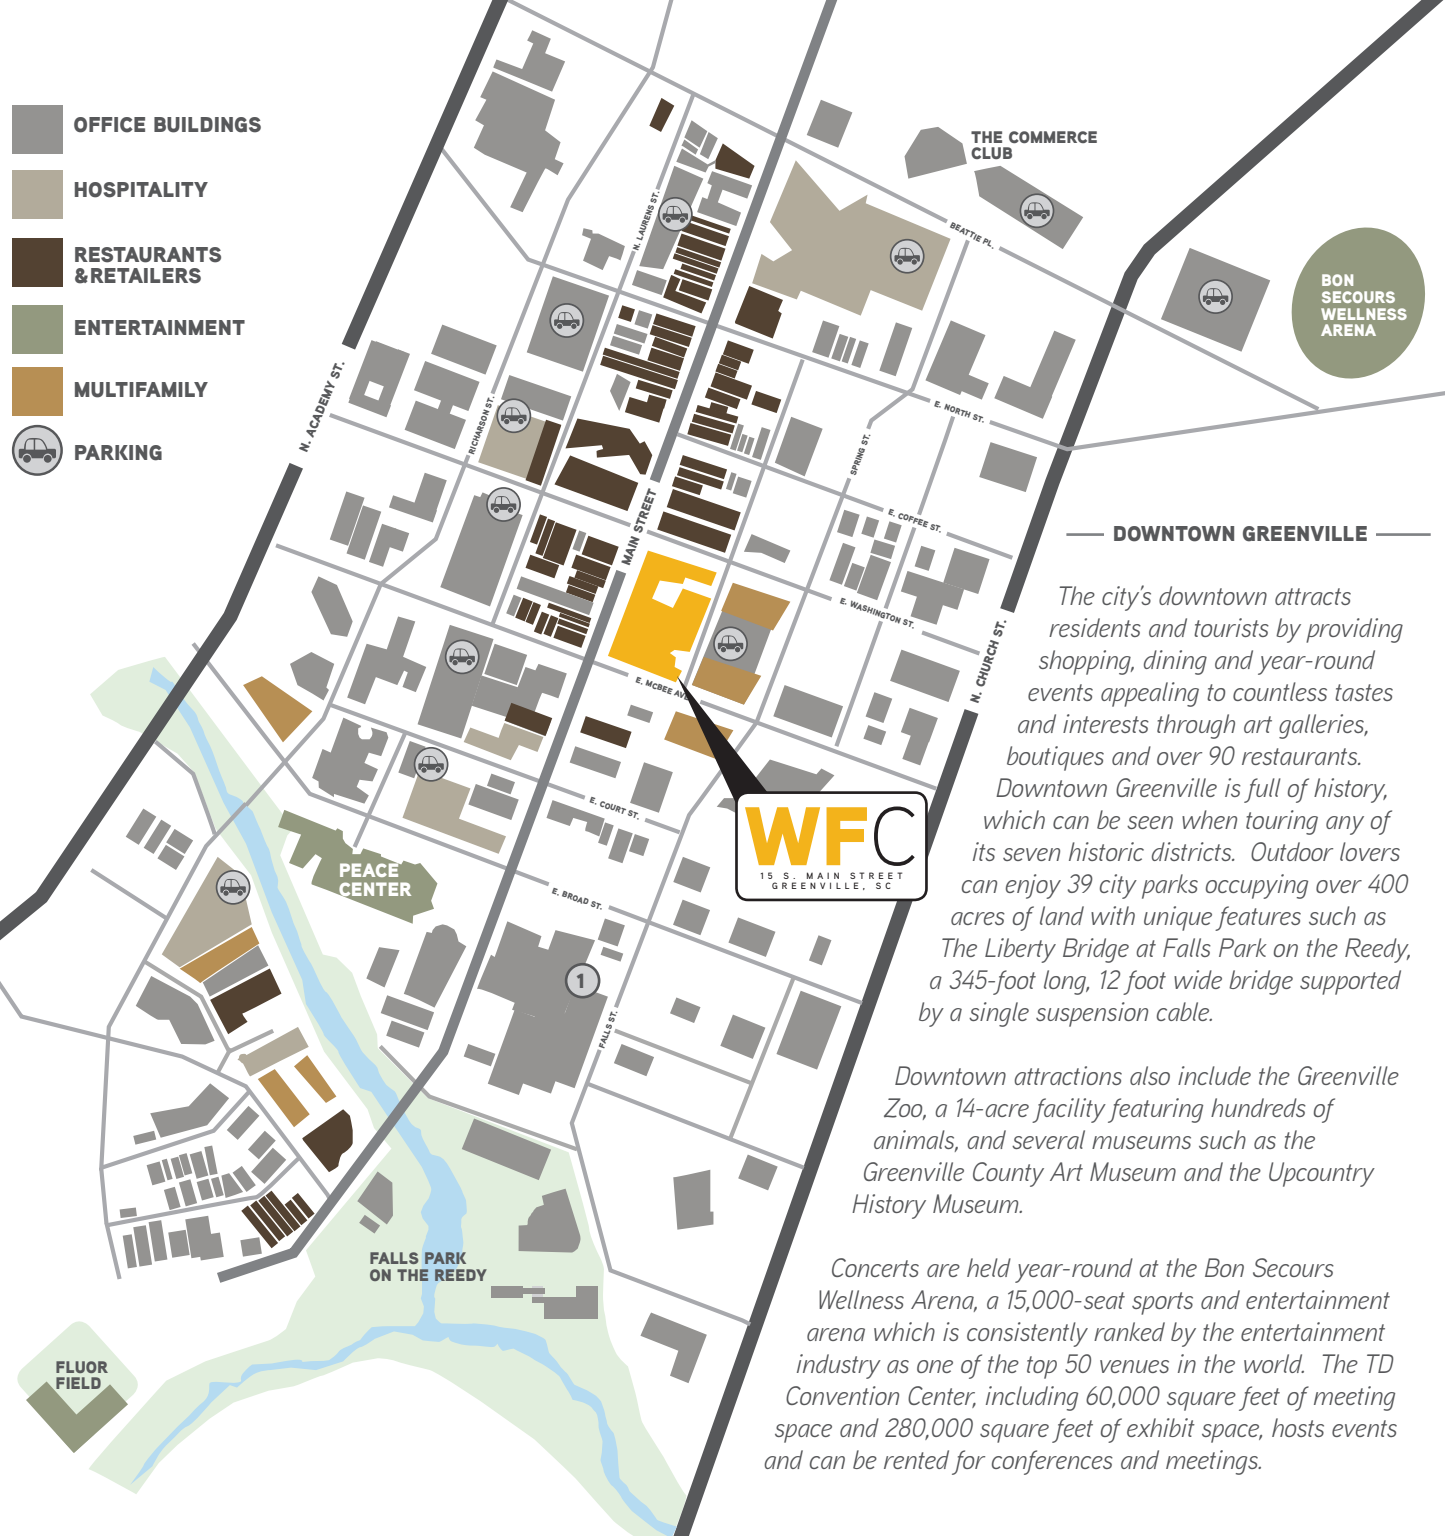 OFFICE BUILDINGS
HOSPITALITY
RESTAURANTS
& RETAILERS
ENTERTAINMENT
MULTIFAMILY
PARKING
THE COMMERCE
CLUB
BEATTIE PL.
BON
SECOURS
WELLNESS
ARENA
N. LAURENS ST.
N. ACADEMY ST.
RICHARSON ST.
E. NORTH ST.
SPRING ST.
E. COFFEE ST.
MAIN STREET
E. WASHINGTON ST.
N. CHURCH ST.
E. MCBEE AV
E. COURT ST.
WFC
15 S. MAIN STREET
GREENVILLE, SC
PEACE
CENTER
E. BROAD ST.
1
FALLS ST.
FALLS PARK
ON THE REEDY
FLUOR
FIELD
DOWNTOWN GREENVILLE
The city's downtown attracts
residents and tourists by providing
shopping, dining and year-round
events appealing to countless tastes
and interests through art galleries,
boutiques and over 90 restaurants.
Downtown Greenville is full of history,
which can be seen when touring any of
its seven historic districts. Outdoor lovers
can enjoy 39 city parks occupying over 400
acres of land with unique features such as
The Liberty Bridge at Falls Park on the Reedy,
a 345-foot long, 12 foot wide bridge supported
by a single suspension cable.
Downtown attractions also include the Greenville
Zoo, a 14-acre facility featuring hundreds of
animals, and several museums such as the
Greenville County Art Museum and the Upcountry
History Museum.
Concerts are held year-round at the Bon Secours
Wellness Arena, a 15,000-seat sports and entertainment
arena which is consistently ranked by the entertainment
industry as one of the top 50 venues in the world. The TD
Convention Center, including 60,000 square feet of meeting
space and 280,000 square feet of exhibit space, hosts events
and can be rented for conferences and meetings.